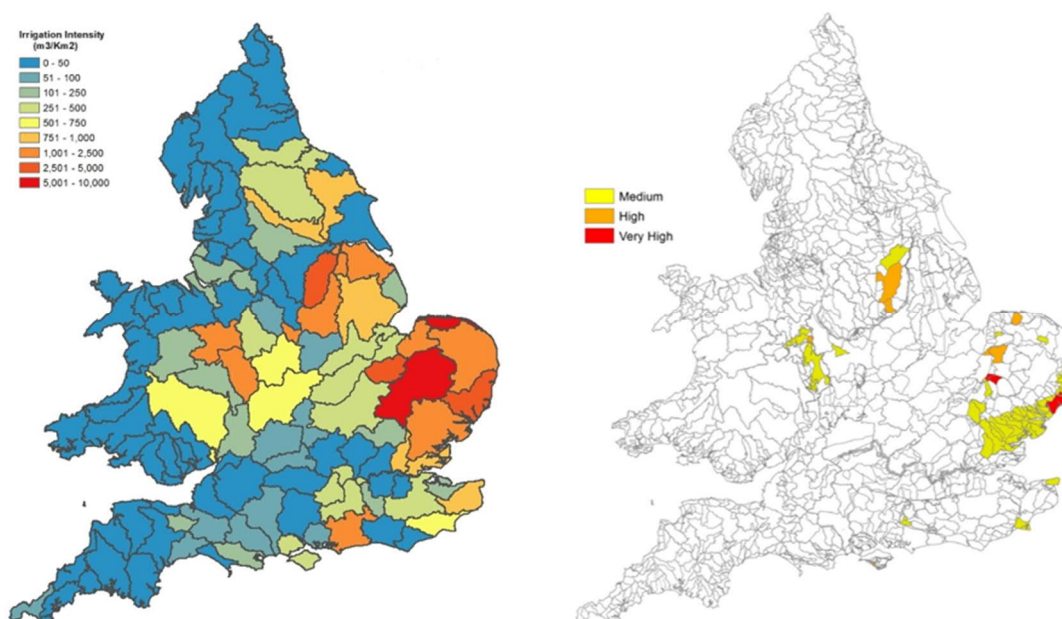 Irrigation Intensity
(m3/Km2)
0 - 50
51 - 100
101 - 250
251 - 500
501 - 750
751 - 1,000
1,001 - 2,500
2,501 - 5,000
5,001 - 10,000
Medium
High
Very High